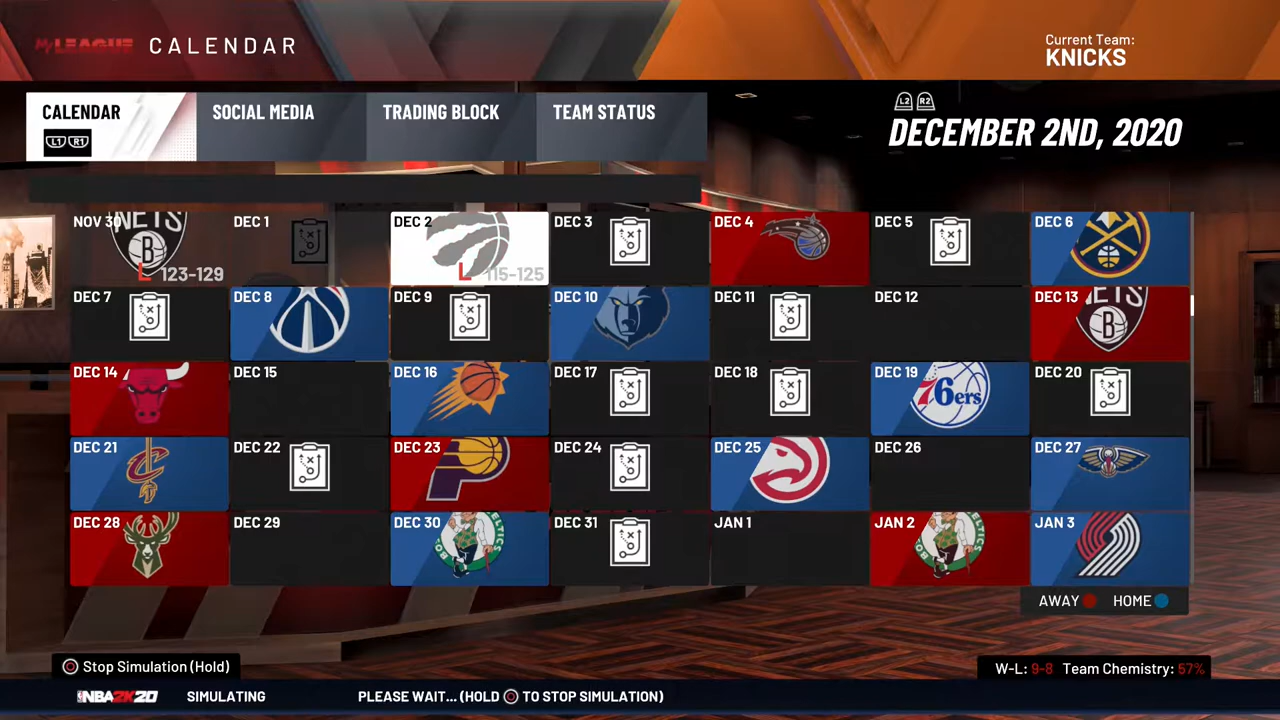 MyLEAGUE CALENDAR
Current Team:
KNICKS
CALENDAR SOCIAL MEDIA TRADING BLOCK TEAM STATUS
L1 R1
L2 R2
DECEMBER 2ND, 2020
NOV 30 DEC 1 DEC 2 DEC 3 DEC 4 DEC 5 DEC 6
NETS
B
L 123-129 L 115-125
DEC 7 DEC 8 DEC 9 DEC 10 DEC 11 DEC 12 DEC 13
NETS
B
DEC 14 DEC 15 DEC 16 DEC 17 DEC 18 DEC 19 DEC 20
76ers
DEC 21 DEC 22 DEC 23 DEC 24 DEC 25 DEC 26 DEC 27
DEC 28 DEC 29 DEC 30 DEC 31 JAN 1 JAN 2 JAN 3
AWAY HOME
Stop Simulation (Hold)
W-L: 9-8 Team Chemistry: 57%
NBA2K20 SIMULATING PLEASE WAIT... (HOLD TO STOP SIMULATION)